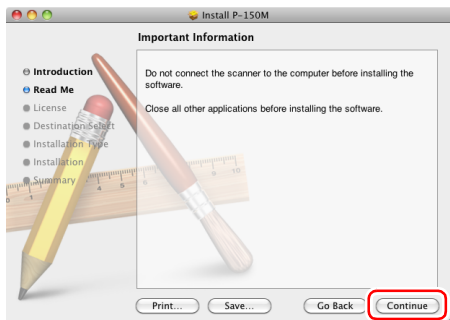 Install P-150M
Important Information
Introduction
Read Me
License
Destination Select
Installation Type
Installation
Summary
Do not connect the scanner to the computer before installing the
software.
Close all other applications before installing the software.
Print...
Save...
Go Back
Continue